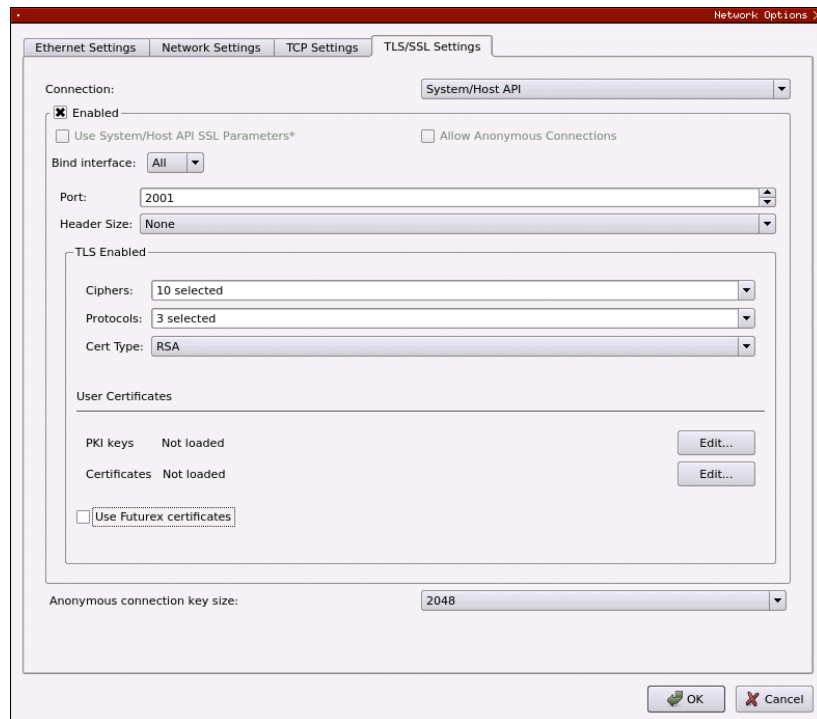 Network Options
Ethernet Settings Network Settings TCP Settings TLS/SSL Settings
Connection: System/Host API
Enabled
Use System/Host API SSL Parameters* Allow Anonymous Connections
Bind interface: All
Port: 2001
Header Size: None
TLS Enabled
Ciphers: 10 selected
Protocols: 3 selected
Cert Type: RSA
User Certificates
PKI keys Not loaded Edit...
Certificates Not loaded Edit...
Use Futurex certificates
Anonymous connection key size: 2048
OK Cancel